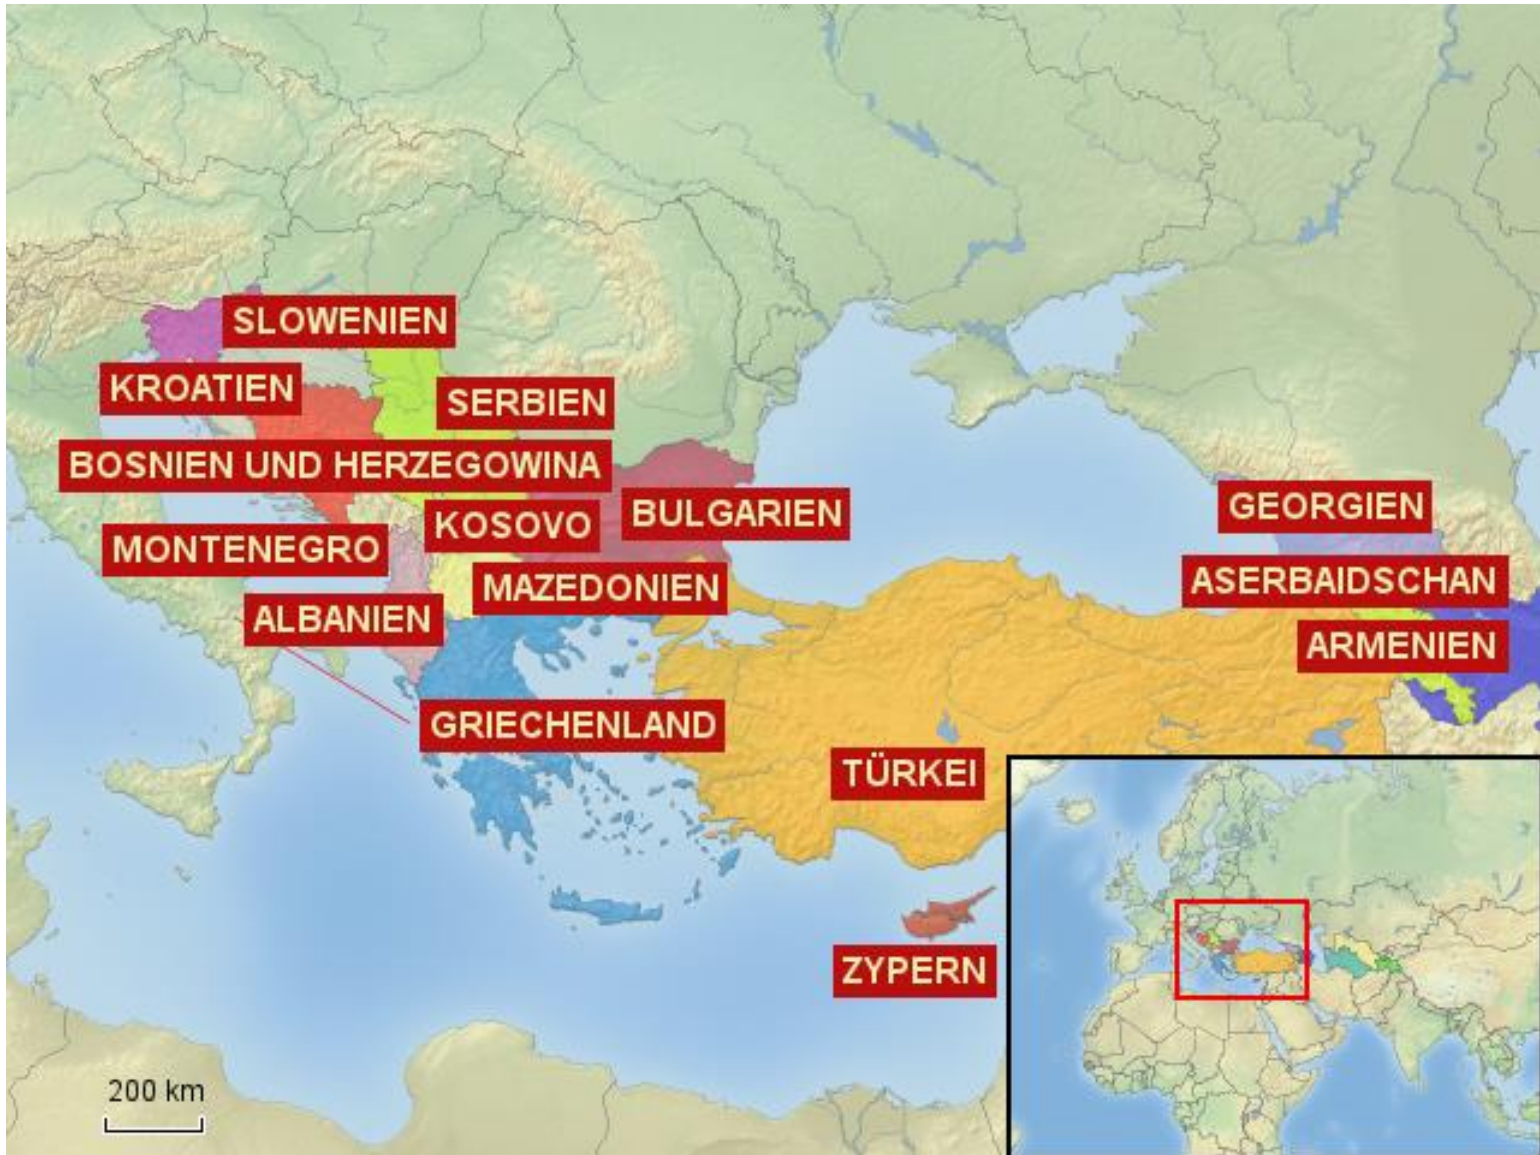 SLOWENIEN
KROATIEN
SERBIEN
BOSNIEN UND HERZEGOWINA
BULGARIEN
GEORGIEN
KOSOVO
MONTENEGRO
MAZEDONIEN
ASERBAIDSCHAN
ALBANIEN
ARMENIEN
GRIECHENLAND
TÜRKEI
ZYPERN
200 km